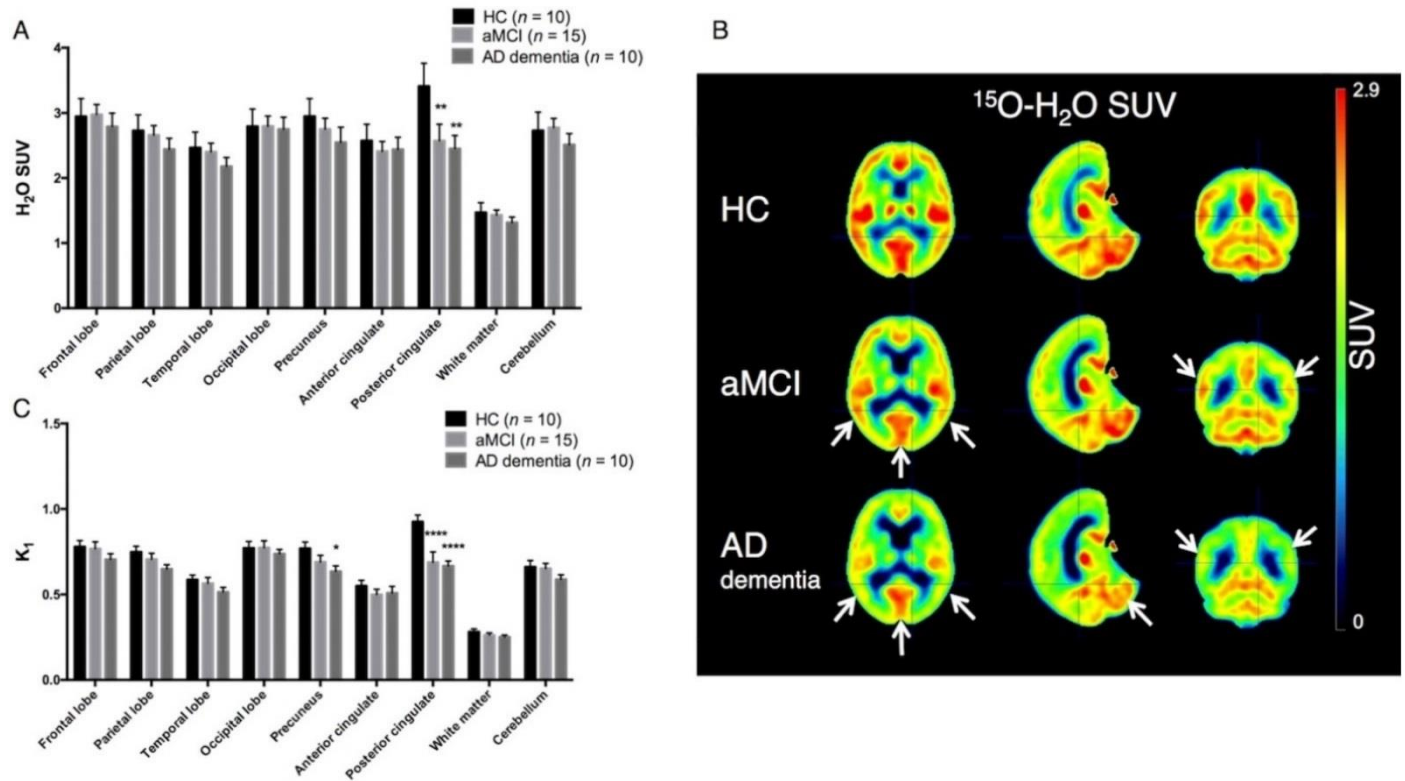 A
HC (n = 10)
aMCI (n = 15)
AD dementia (n = 10)
H₂O SUV
4
3
2
1
0
**
**
Frontal lobe
Parietal lobe
Temporal lobe
Occipital lobe
Precuneus
Anterior cingulate
Posterior cingulate
White matter
Cerebellum
B
¹⁵O-H₂O SUV
2.9
HC
aMCI
AD
dementia
SUV
0
C
HC (n = 10)
aMCI (n = 15)
AD dementia (n = 10)
K₁
1.5
1.0
0.5
0.0
*
****
****
Frontal lobe
Parietal lobe
Temporal lobe
Occipital lobe
Precuneus
Anterior cingulate
Posterior cingulate
White matter
Cerebellum